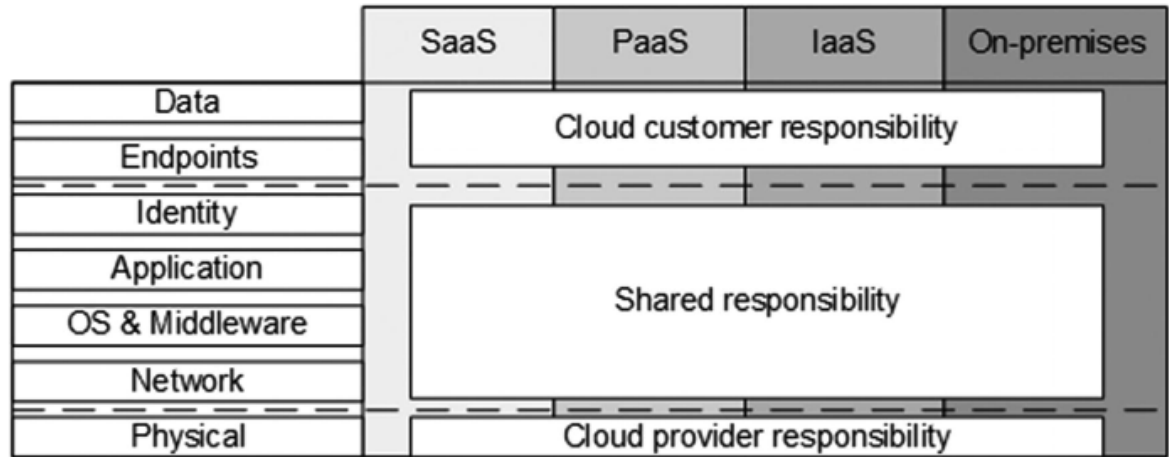 SaaS PaaS IaaS On-premises
Data
Cloud customer responsibility
Endpoints
Identity
Application
Shared responsibility
OS & Middleware
Network
Physical Cloud provider responsibility